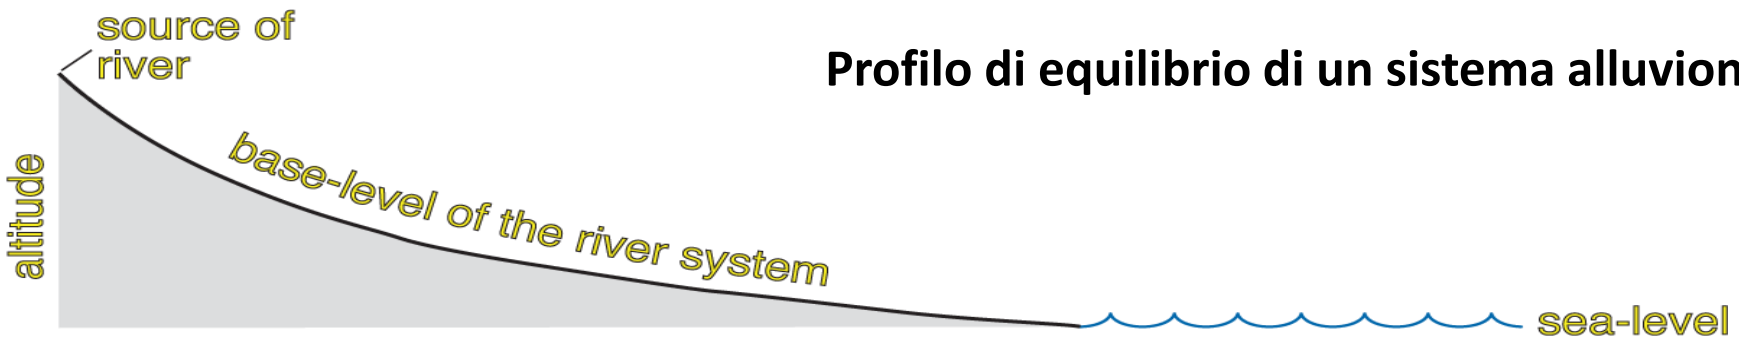 source of
river
Profilo di equilibrio di un sistema alluvion
altitude
base-level of the river system
sea-level